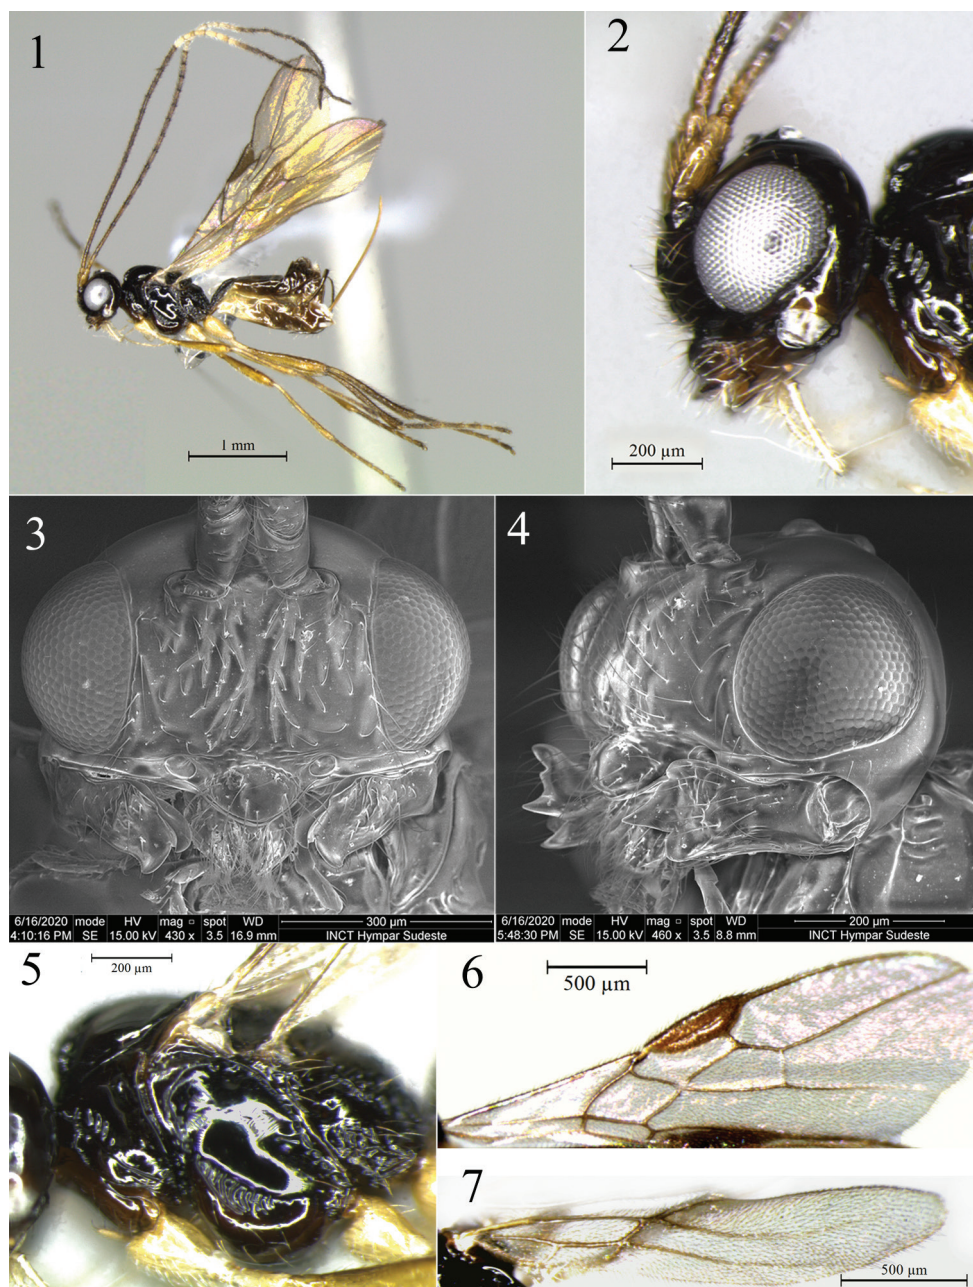 1
2
1 mm
200 µm
3
4
6/16/2020 mode HV mag □ spot WD 300 µm
4:10:16 PM SE 15.00 kV 430 x 3.5 16.9 mm INCT Hympar Sudeste
6/16/2020 mode HV mag □ spot WD 200 µm
5:48:30 PM SE 15.00 kV 460 x 3.5 8.8 mm INCT Hympar Sudeste
5
200 µm
6
500 µm
7
500 µm